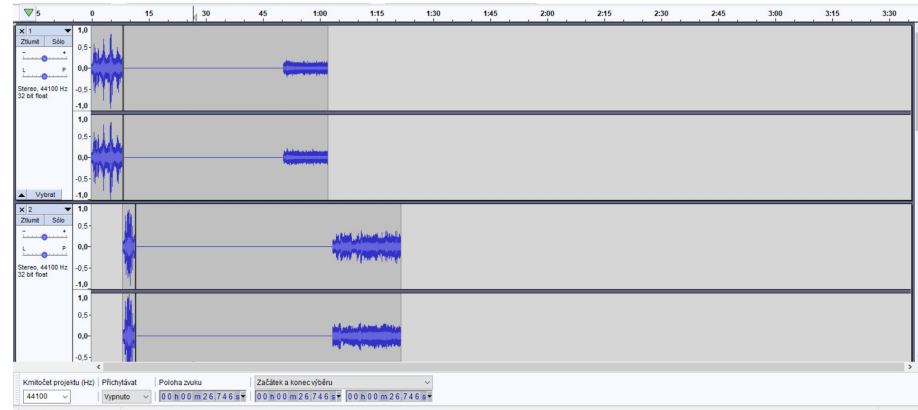 5 0 15 30 45 1:00 1:15 1:30 1:45 2:00 2:15 2:30 2:45 3:00 3:15 3:30
× 1
Ztlumit Sólo
- +
L P
Stereo, 44100 Hz
32 bit float
Vybrat
1,0
0,5-
0,0-
-0,5-
-1,0
1,0
0,5-
0,0-
-0,5-
-1,0
× 2
Ztlumit Sólo
- +
L P
Stereo, 44100 Hz
32 bit float
1,0
0,5-
0,0-
-0,5-
-1,0
1,0
0,5-
0,0-
-0,5-
Kmitočet projektu (Hz) Přichytávat Poloha zvuku Začátek a konec výběru
44100 Vypnuto 00 h 00 m 26,746 s 00 h 00 m 26,746 s 00 h 00 m 26,746 s